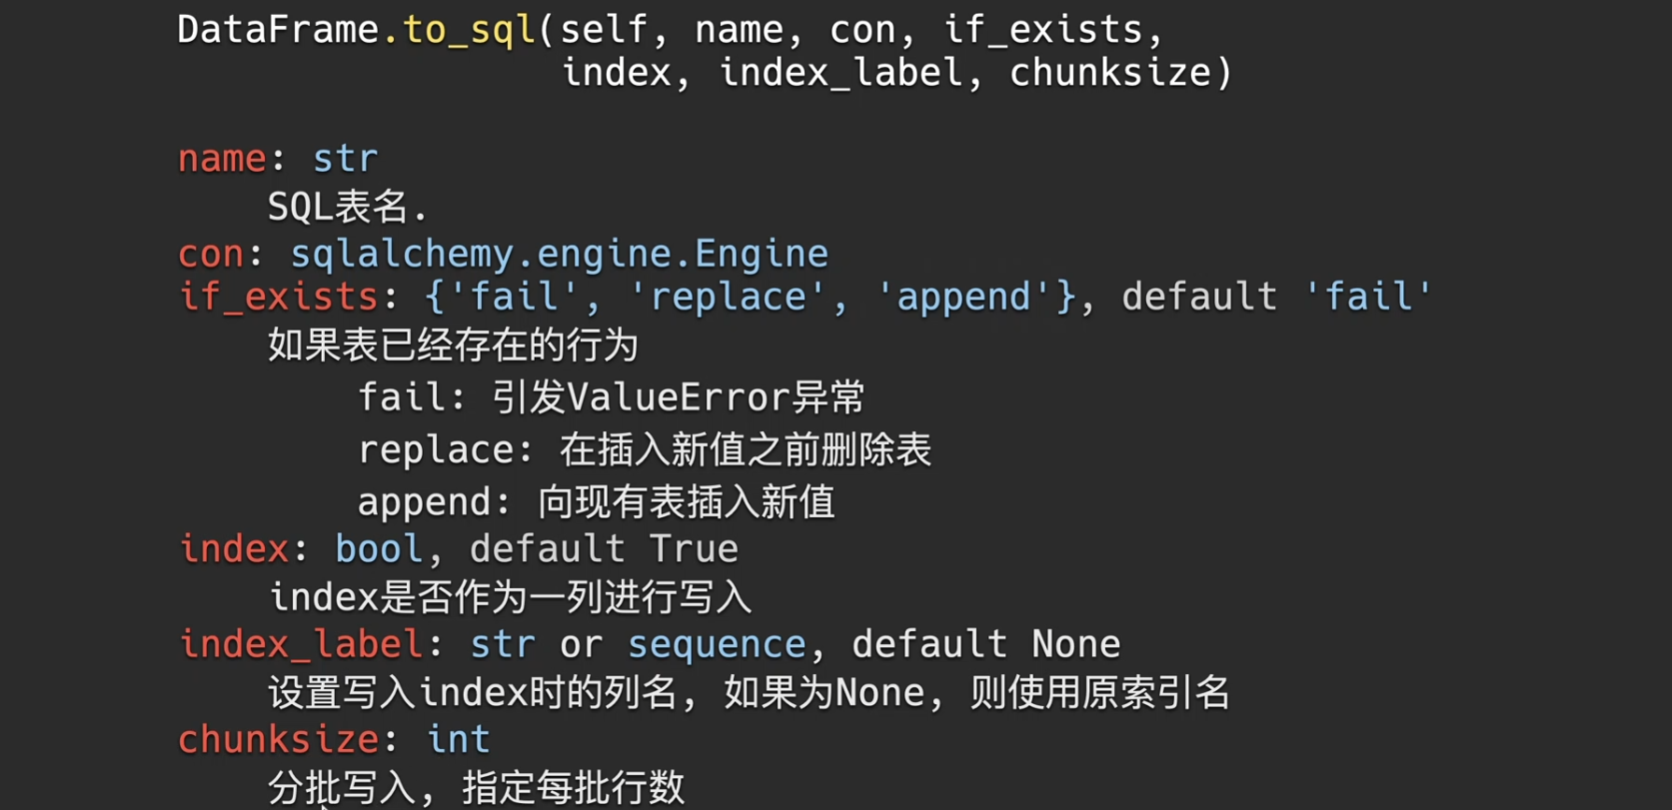 DataFrame.to_sql(self, name, con, if_exists,
index, index_label, chunksize)
name: str
SQL表名.
con: sqlalchemy.engine.Engine
if_exists: {'fail', 'replace', 'append'}, default 'fail'
如果表已经存在的行为
fail: 引发ValueError异常
replace: 在插入新值之前删除表
append: 向现有表插入新值
index: bool, default True
index是否作为一列进行写入
index_label: str or sequence, default None
设置写入index时的列名, 如果为None, 则使用原索引名
chunksize: int
分批写入, 指定每批行数